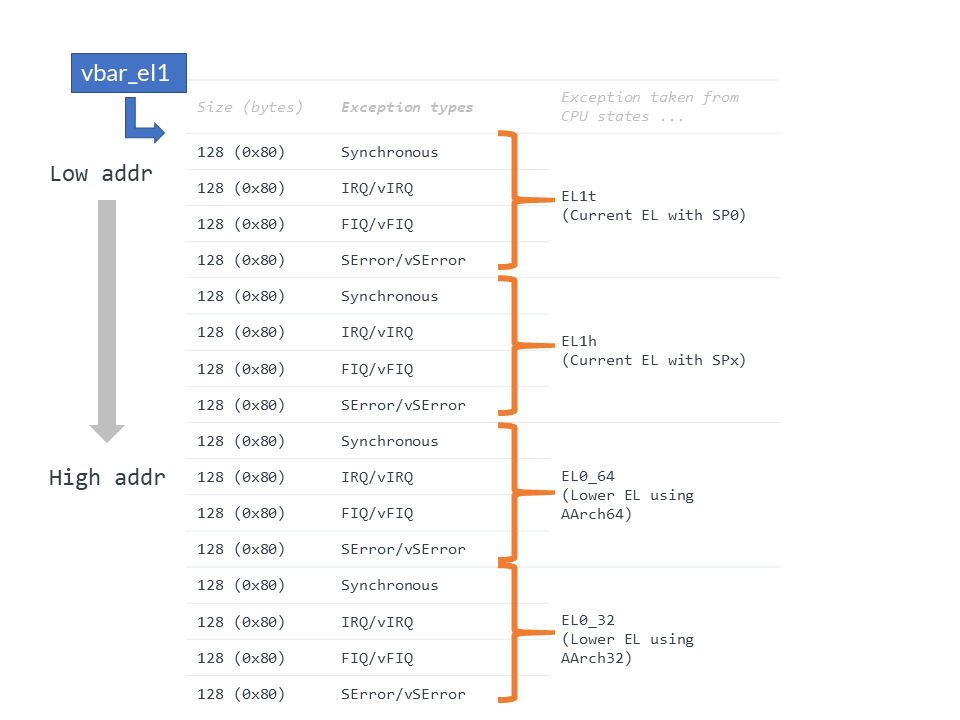 vbar_el1
Size (bytes) Exception types Exception taken from
CPU states ...
128 (0x80) Synchronous
Low addr
128 (0x80) IRQ/vIRQ
EL1t
(Current EL with SP0)
128 (0x80) FIQ/vFIQ
128 (0x80) SError/vSError
128 (0x80) Synchronous
128 (0x80) IRQ/vIRQ
EL1h
(Current EL with SPx)
128 (0x80) FIQ/vFIQ
128 (0x80) SError/vSError
128 (0x80) Synchronous
High addr
128 (0x80) IRQ/vIRQ
EL0_64
(Lower EL using
AArch64)
128 (0x80) FIQ/vFIQ
128 (0x80) SError/vSError
128 (0x80) Synchronous
128 (0x80) IRQ/vIRQ
EL0_32
(Lower EL using
AArch32)
128 (0x80) FIQ/vFIQ
128 (0x80) SError/vSError